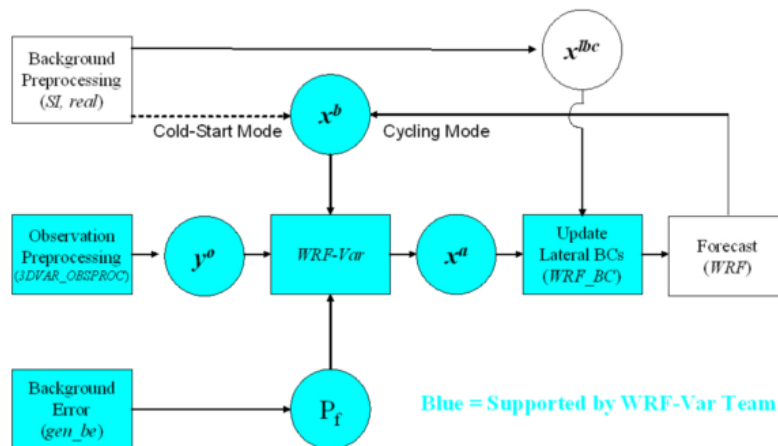 Background
Preprocessing
(SI, real)
x^lbc
x^b
Cold-Start Mode
Cycling Mode
Observation
Preprocessing
(3DVAR_OBSPROC)
y^o
WRF-Var
x^a
Update
Lateral BCs
(WRF_BC)
Forecast
(WRF)
Background
Error
(gen_be)
P_f
Blue = Supported by WRF-Var Team